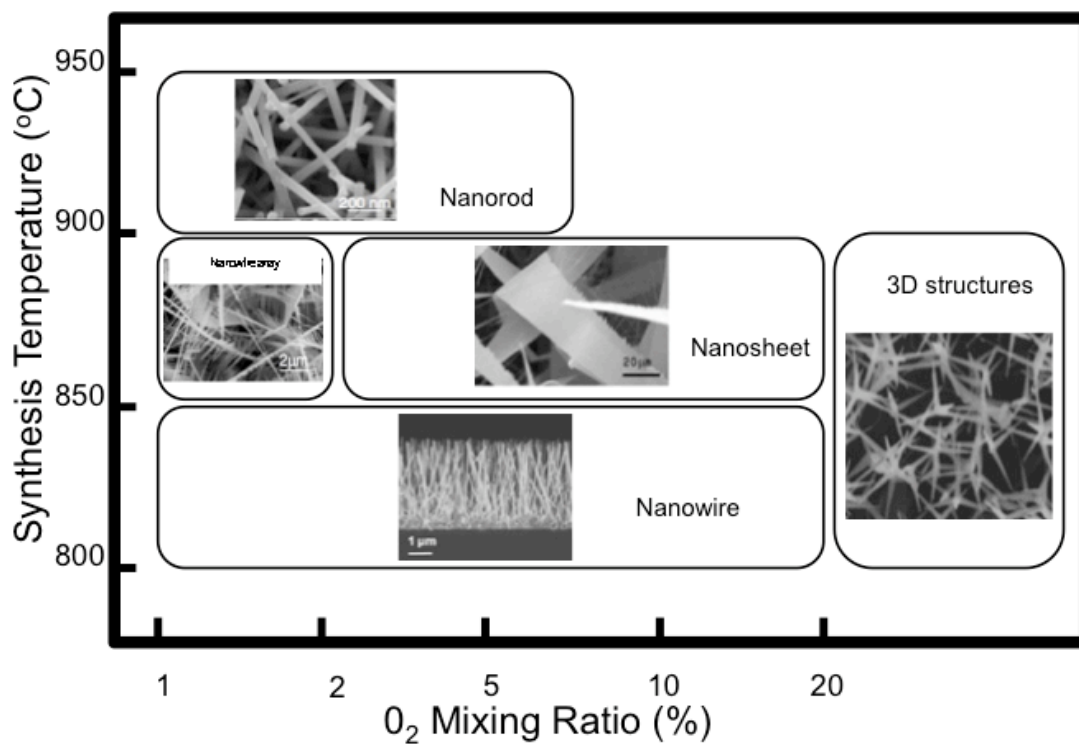 950
Synthesis Temperature (°C)
200 nm
Nanorod
900
Nanowire array
2μm
20μm
Nanosheet
3D structures
850
1 μm
Nanowire
800
1 2 5 10 20
0₂ Mixing Ratio (%)